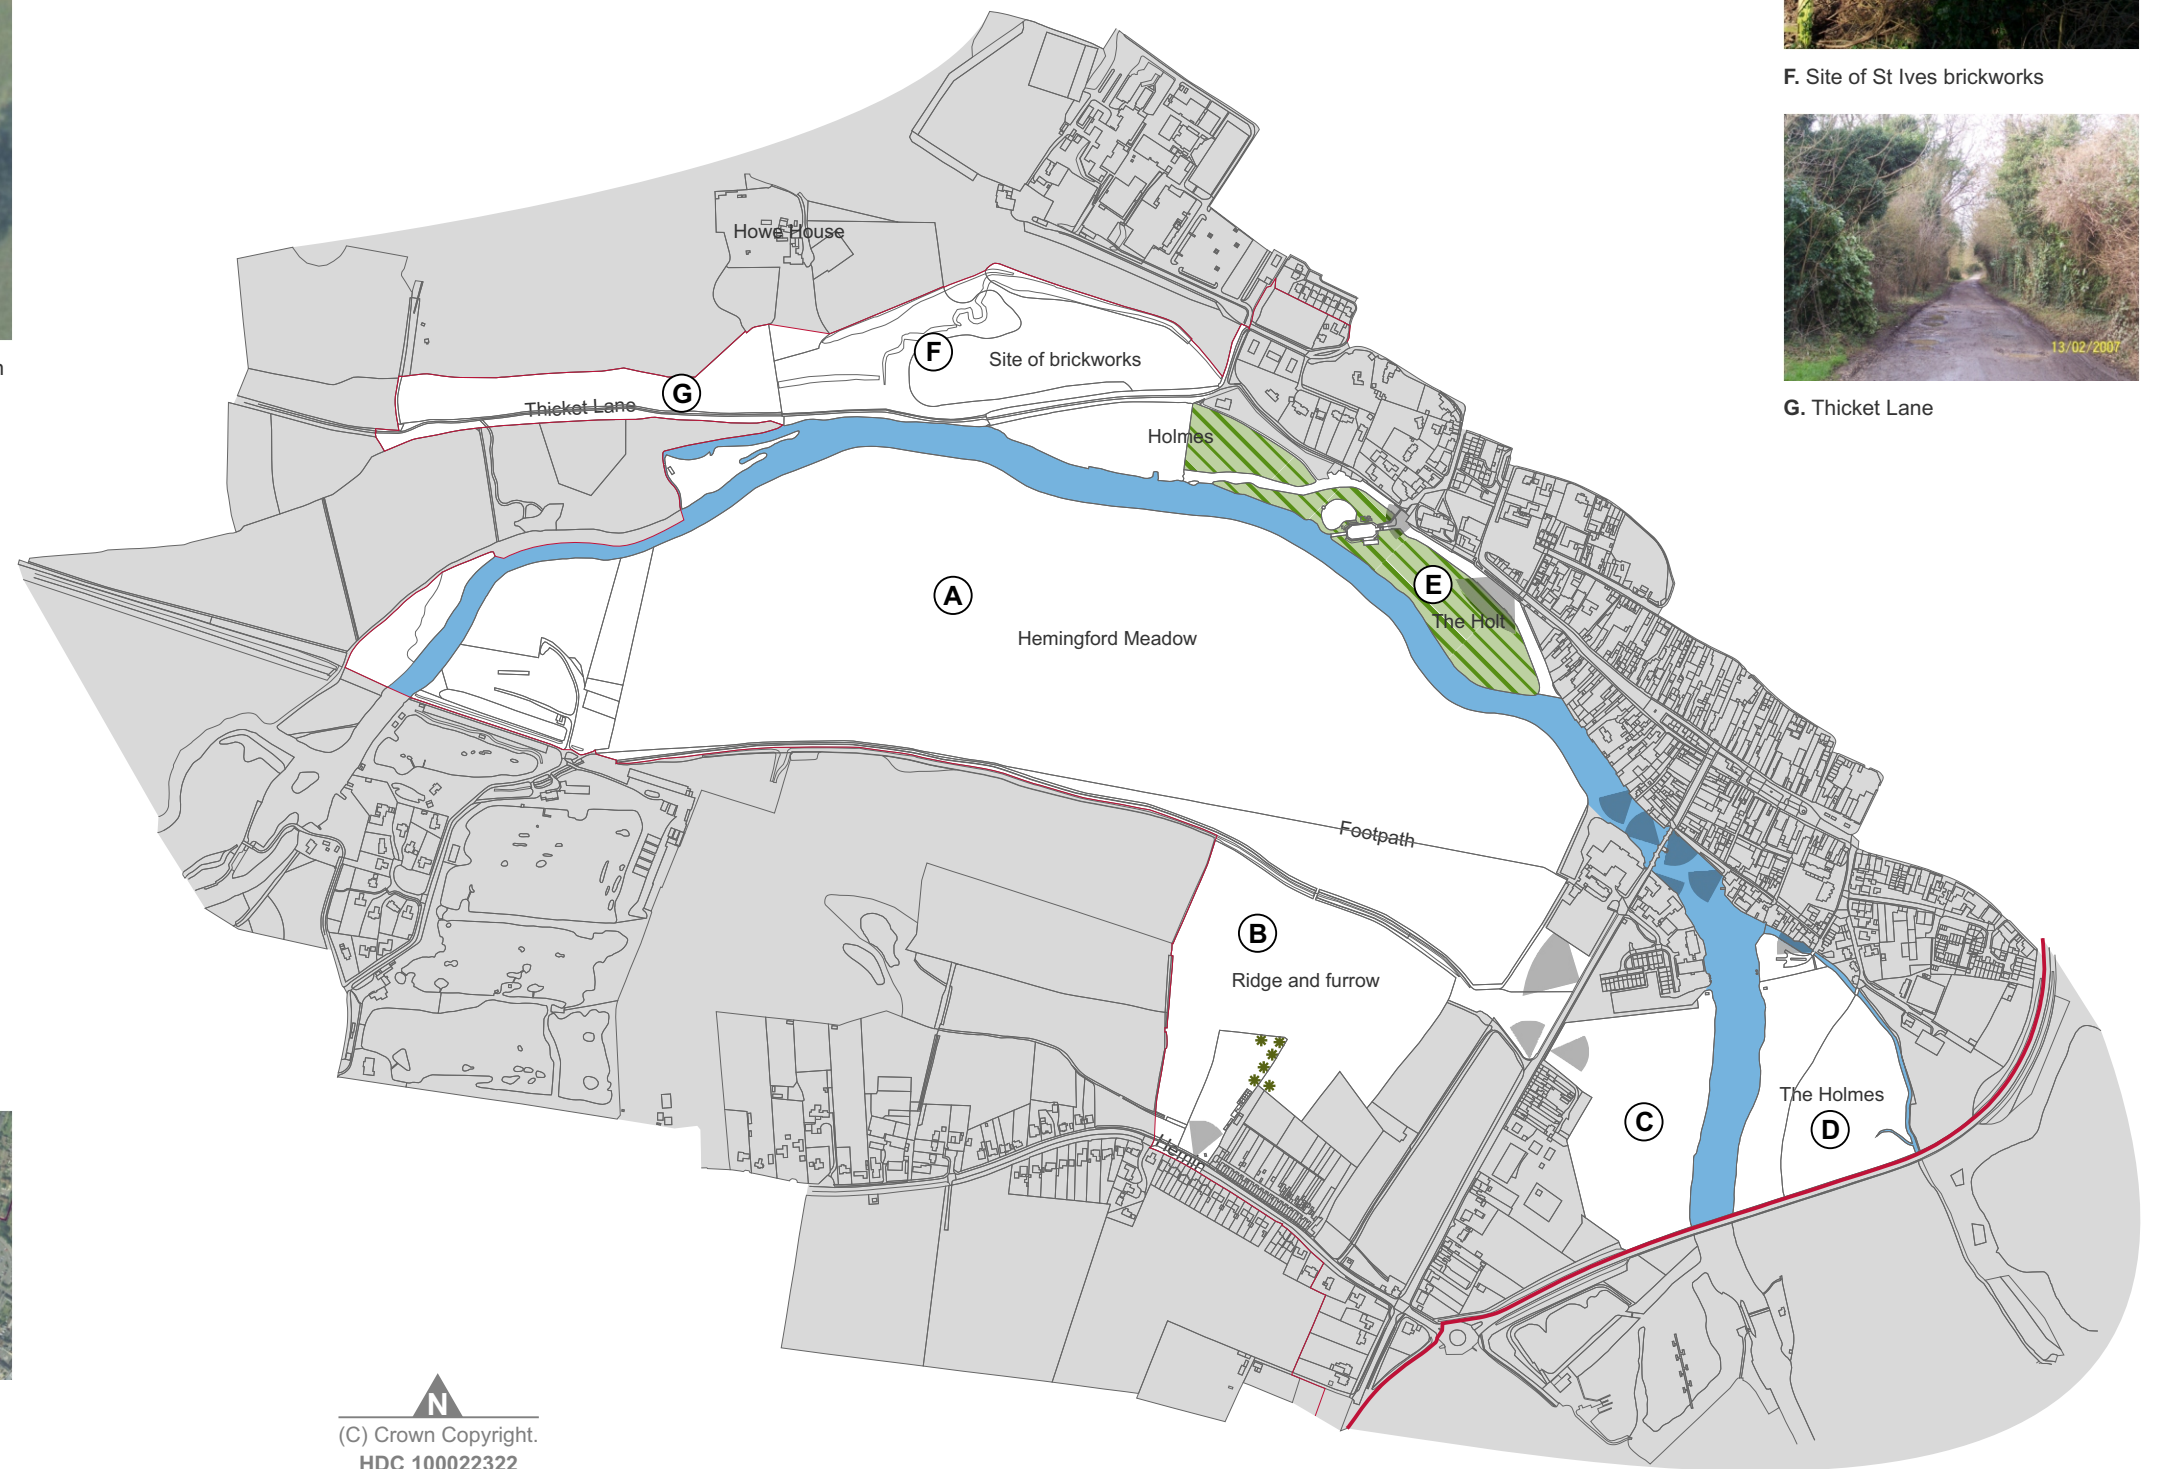 F. Site of St Ives brickworks
13/02/2007
G. Thicket Lane
n
Howe House
F
Site of brickworks
G
Thicket Lane
Holmes
A
E
Hemingford Meadow
The Holt
Footpath
B
Ridge and furrow
The Holmes
C
D
Hemin
N
(C) Crown Copyright.
HDC 100022322